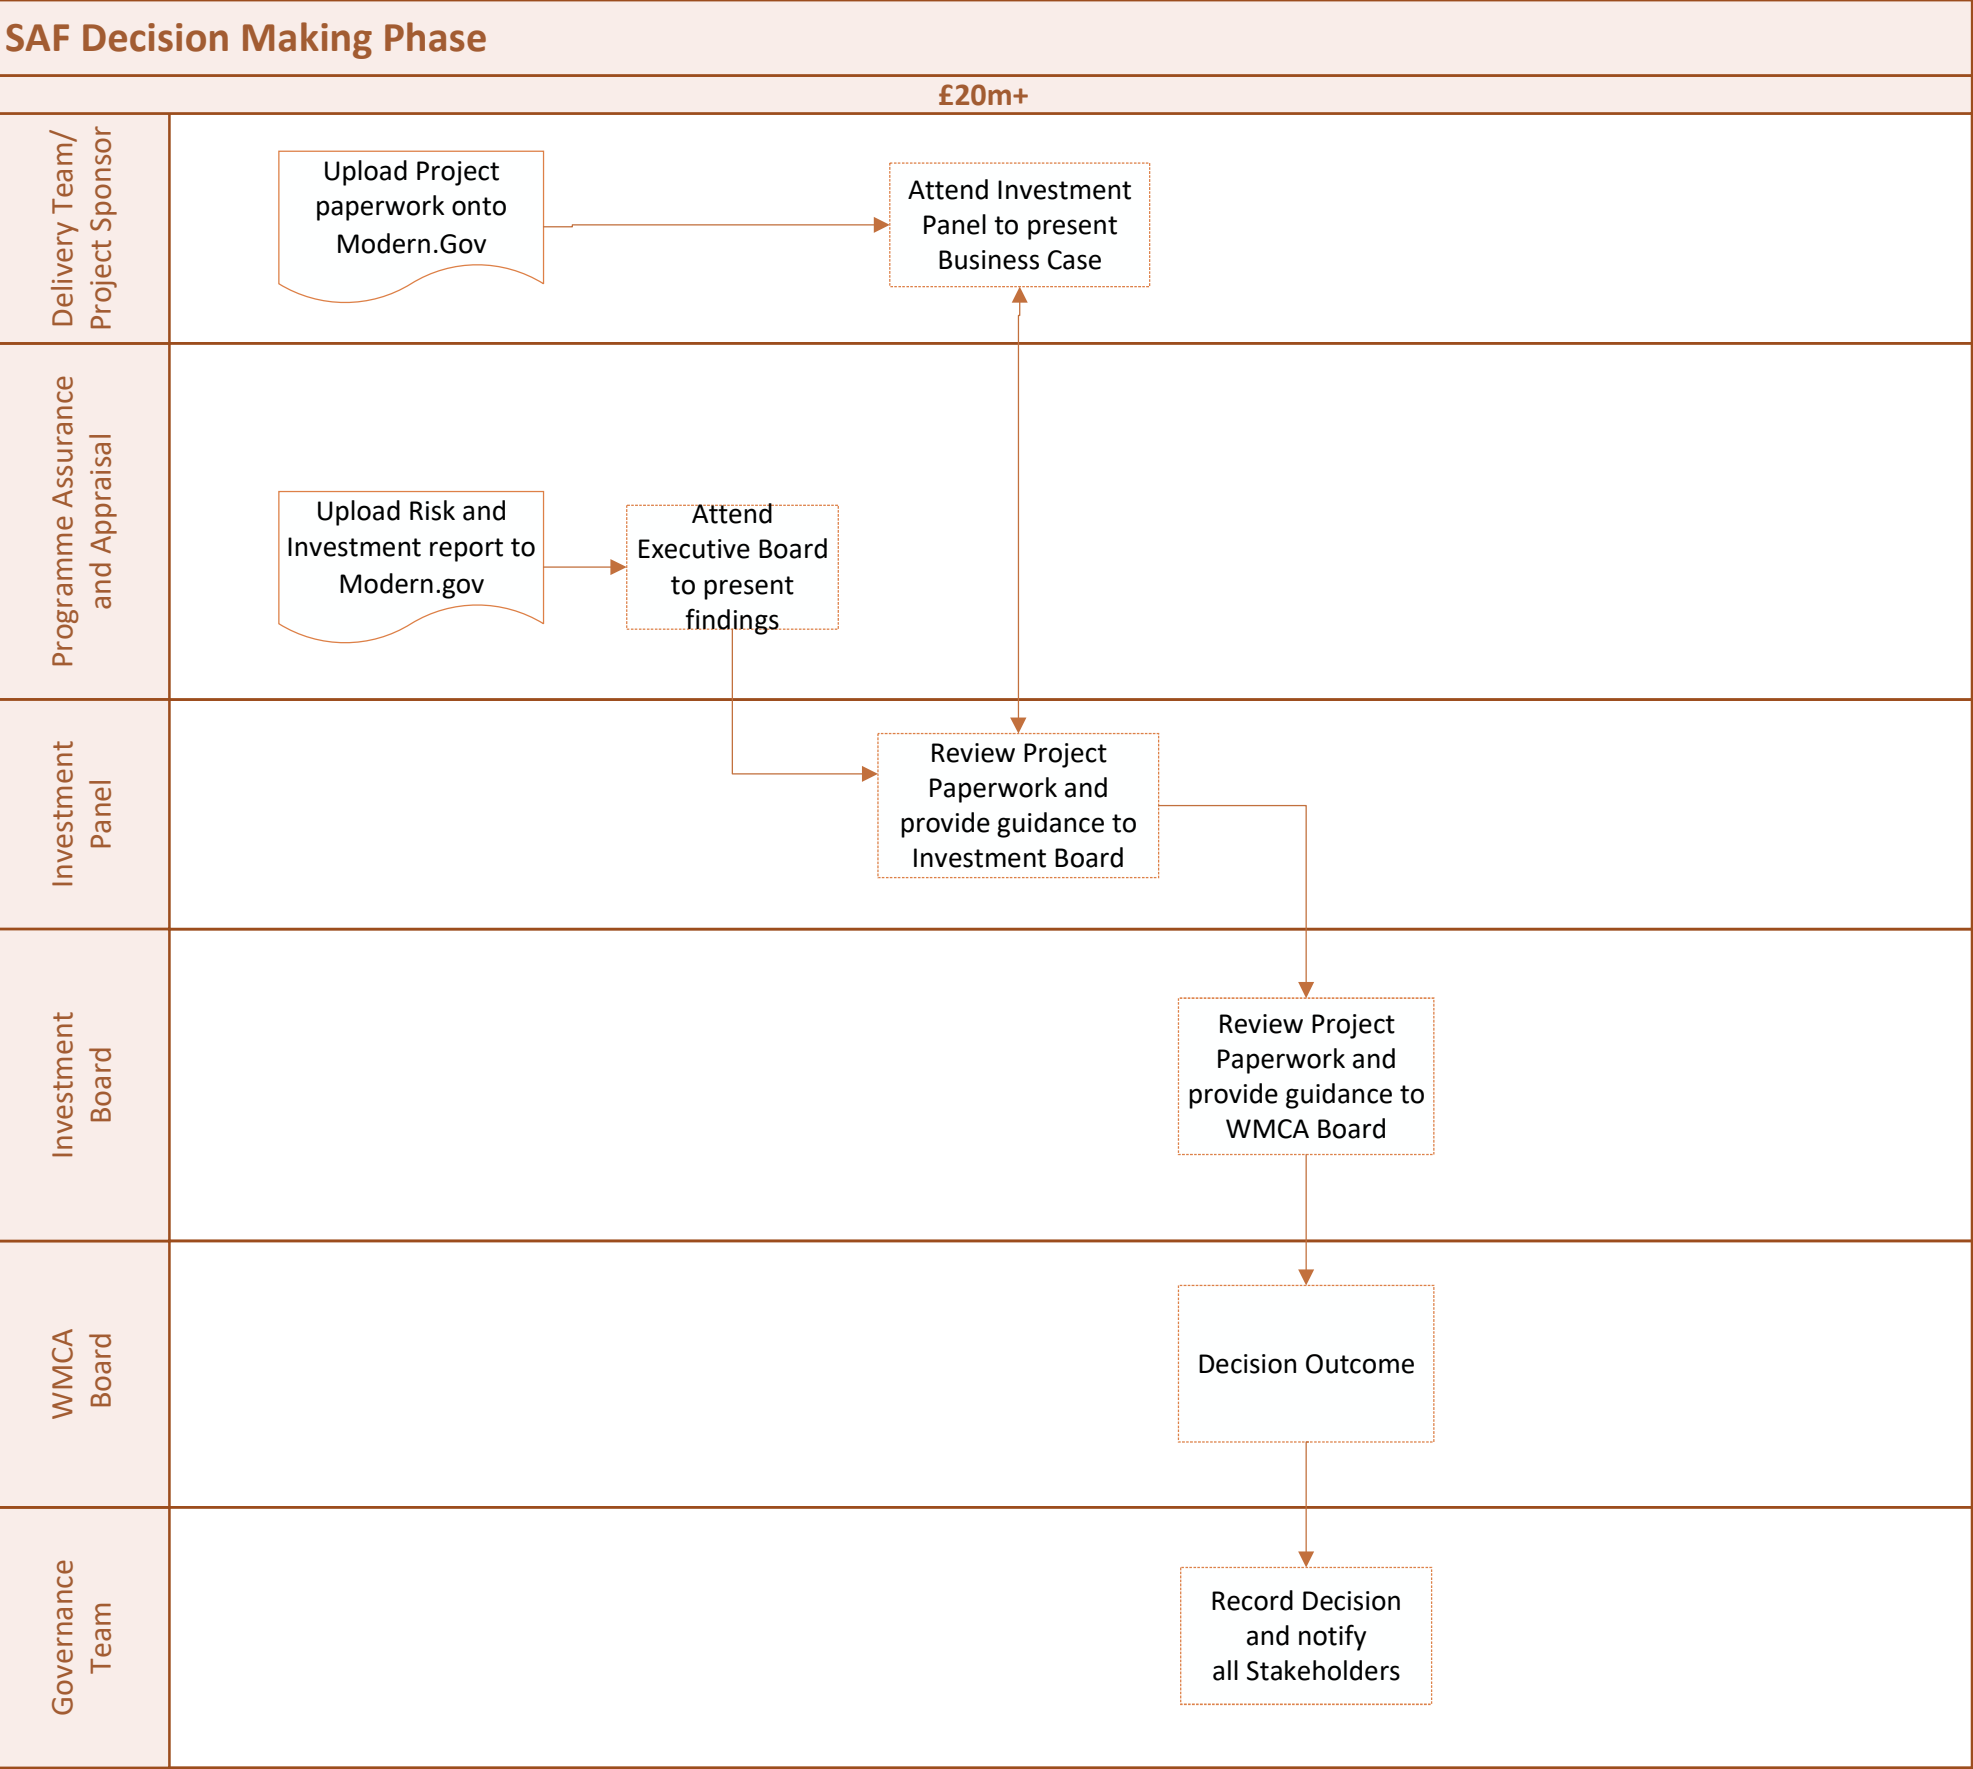 SAF Decision Making Phase
£20m+
Delivery Team/
Project Sponsor
Upload Project
paperwork onto
Modern.Gov
Attend Investment
Panel to present
Business Case
Programme Assurance
and Appraisal
Upload Risk and
Investment report to
Modern.gov
Attend
Executive Board
to present
findings
Investment
Panel
Review Project
Paperwork and
provide guidance to
Investment Board
Investment
Board
Review Project
Paperwork and
provide guidance to
WMCA Board
WMCA
Board
Decision Outcome
Governance
Team
Record Decision
and notify
all Stakeholders